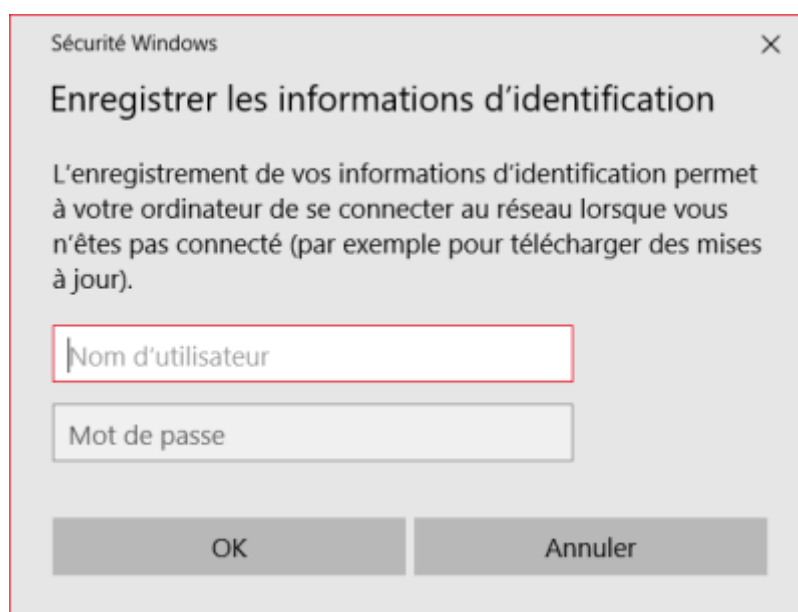 Sécurité Windows
Enregistrer les informations d’identification
L’enregistrement de vos informations d’identification permet
à votre ordinateur de se connecter au réseau lorsque vous
n’êtes pas connecté (par exemple pour télécharger des mises
à jour).
Nom d’utilisateur
Mot de passe
OK
Annuler